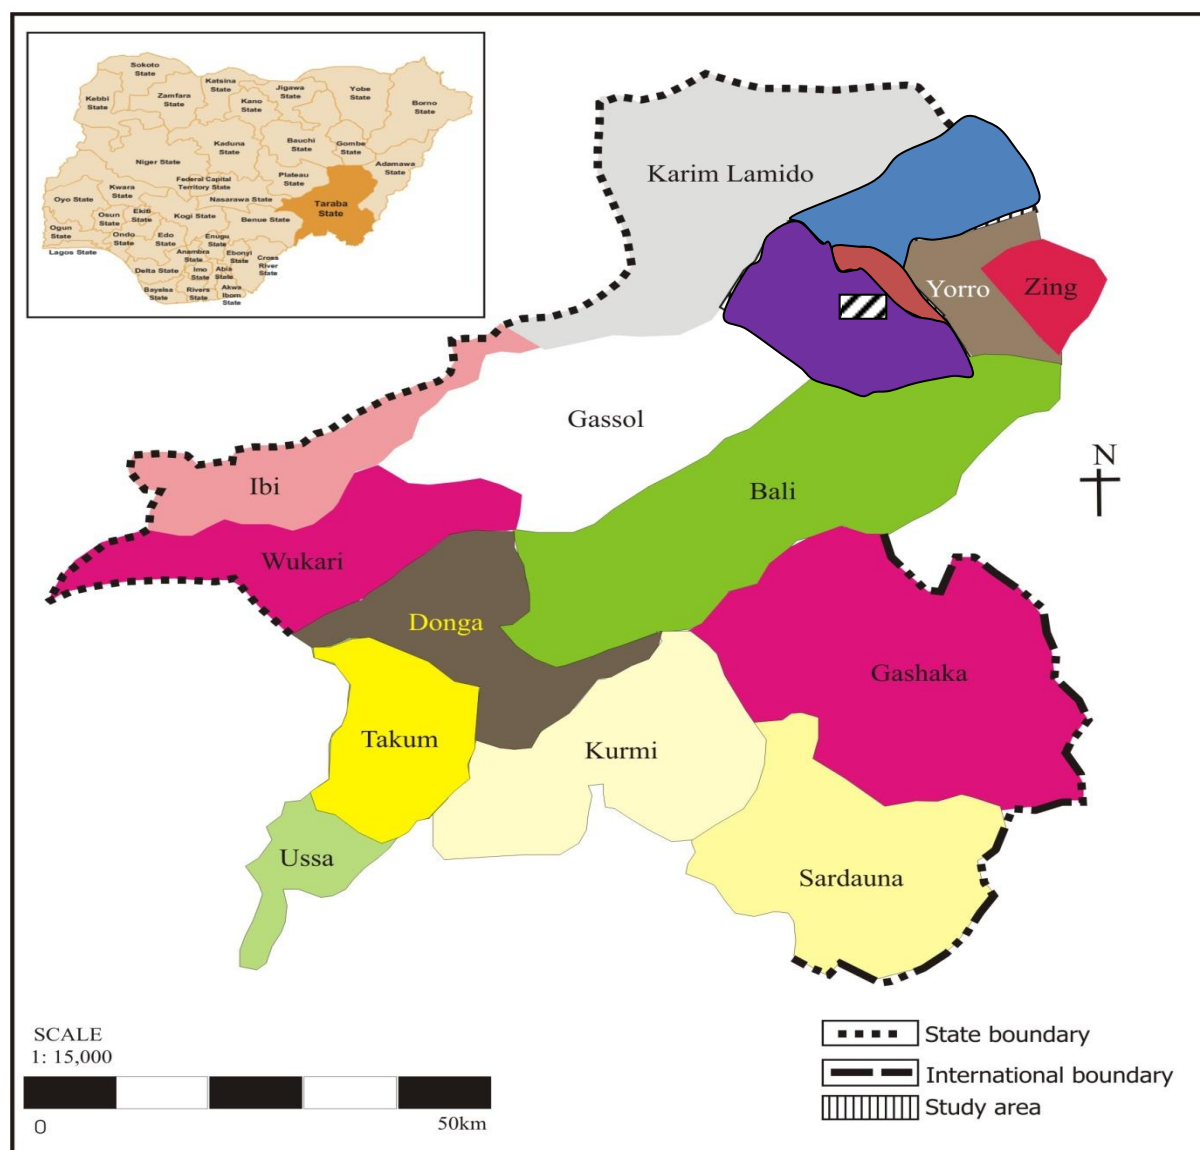 Sokoto
State
Kebbi
State
Zamfara
State
Katsina
State
Kano
State
Jigawa
State
Yobe
State
Borno
State
Kaduna
State
Bauchi
State
Gombe
State
Adamawa
State
Niger State
Plateau
State
Federal Capital
Territory State
Taraba
State
Kwara
State
Nasarawa State
Oyo State
Kogi State
Benue State
Osun
State
Ekiti
State
Ogun
State
Ondo
State
Edo
State
Enugu
State
Lagos State
Anambra
State
Ebonyi
State
Cross
River
State
Delta State
Imo
State
Abia
State
Bayelsa
State
Rivers
State
Akwa
Ibom
State
Karim Lamido
Yorro
Zing
Gassol
Ibi
Bali
N
Wukari
Donga
Gashaka
Takum
Kurmi
Ussa
Sardauna
SCALE
1: 15,000
0
50km
State boundary
International boundary
Study area